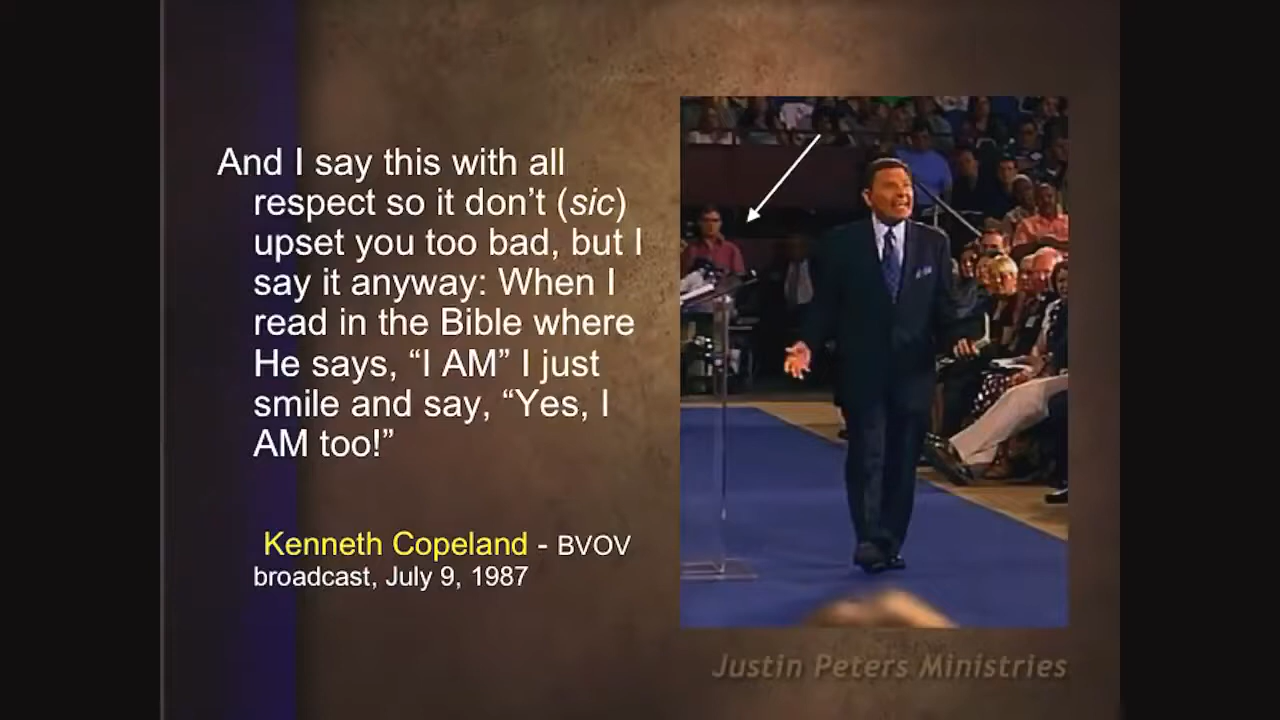 And I say this with all
respect so it don’t (sic)
upset you too bad, but I
say it anyway: When I
read in the Bible where
He says, “I AM” I just
smile and say, “Yes, I
AM too!”
Kenneth Copeland - BVOV
broadcast, July 9, 1987
Justin Peters Ministries